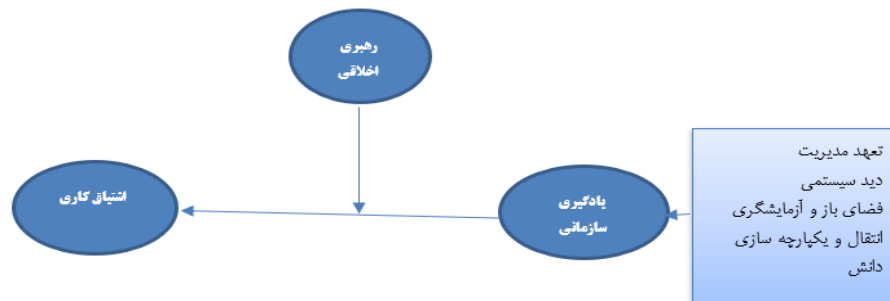 رهبری
اخلاقی
تعهد مدیریت
دید سیستمی
فضای باز و آزمایشگری
انتقال و یکپارچه سازی
دانش
یادگیری
سازمانی
اشتیاق کاری